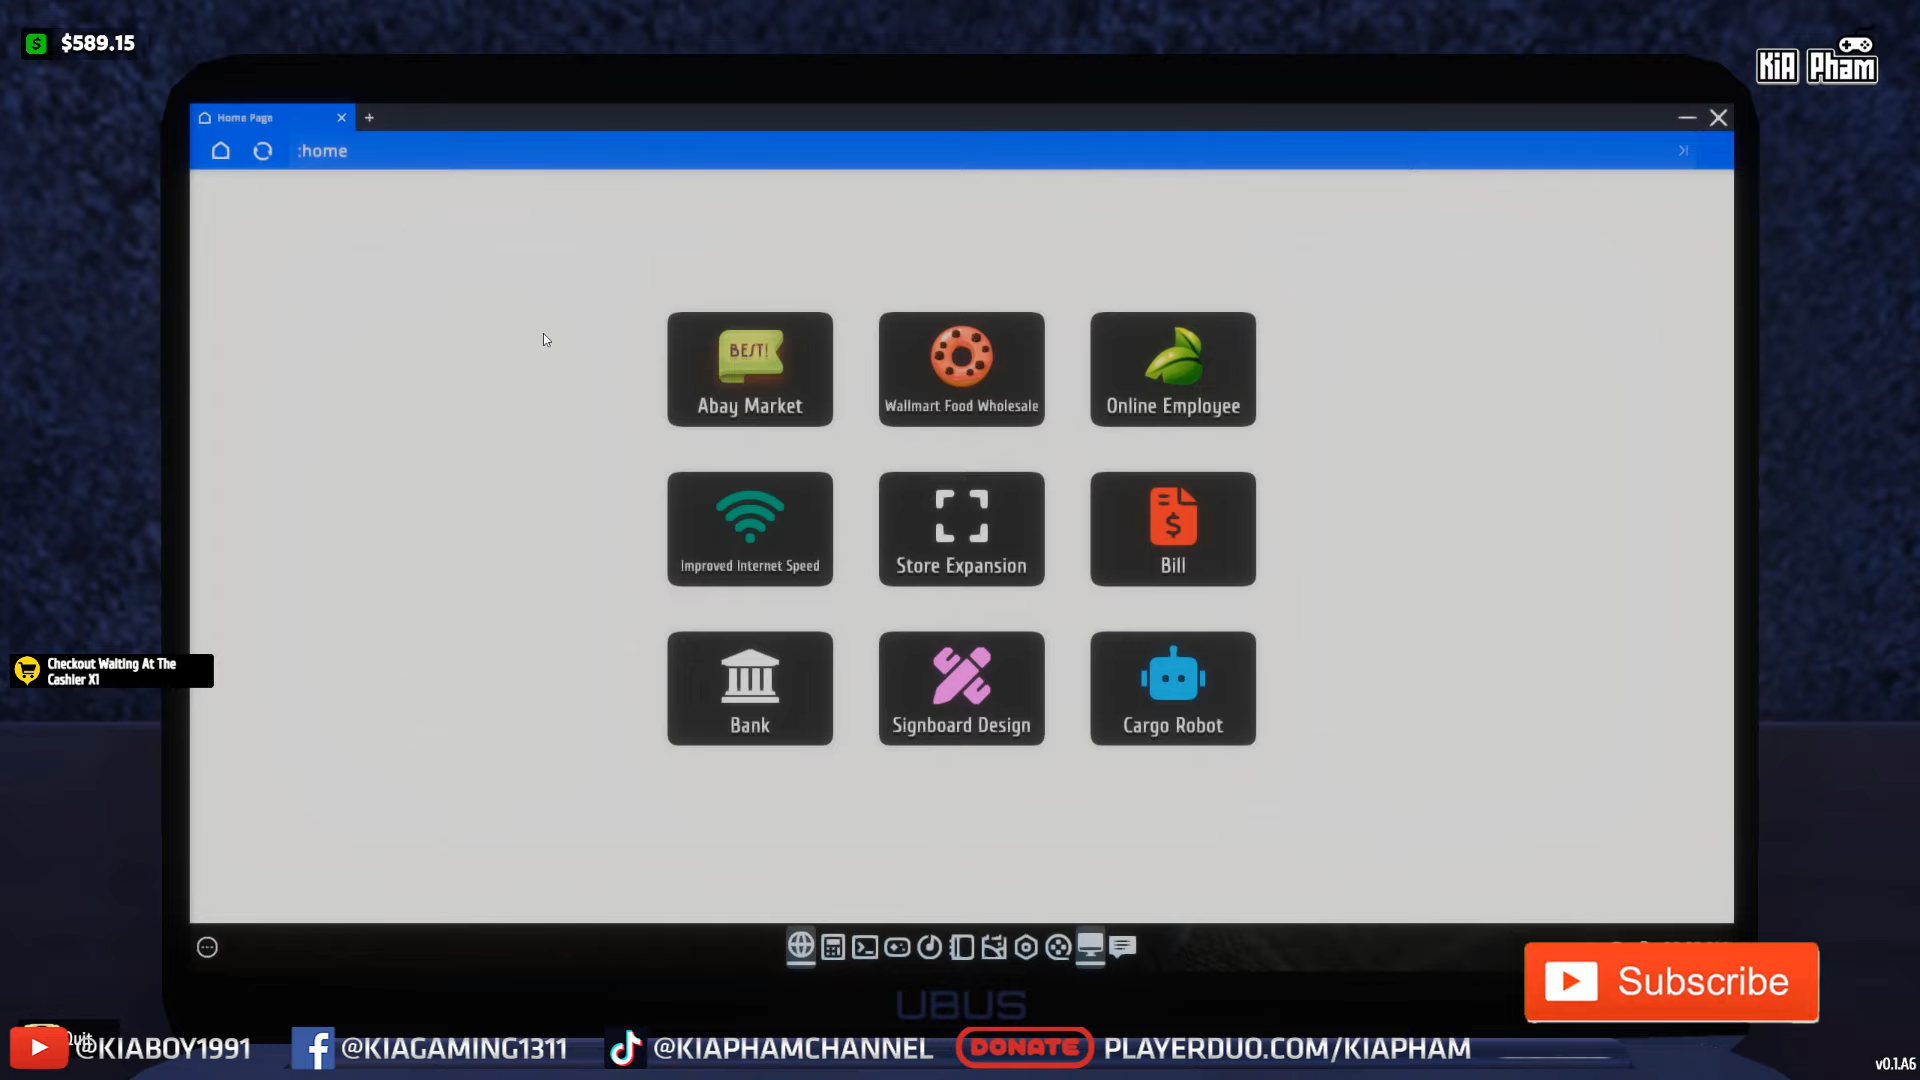 $589.15
KiA Pham
Home Page
:home
BEST!
Abay Market
Wallmart Food Wholesale
Online Employee
Improved Internet Speed
Store Expansion
Bill
Checkout Waiting At The
Cashier X1
Bank
Signboard Design
Cargo Robot
Subscribe
UBUS
Quit
@KIABOY1991
@KIAGAMING1311
@KIAPHAMCHANNEL
DONATE
PLAYERDUO.COM/KIAPHAM
v0.1.A6